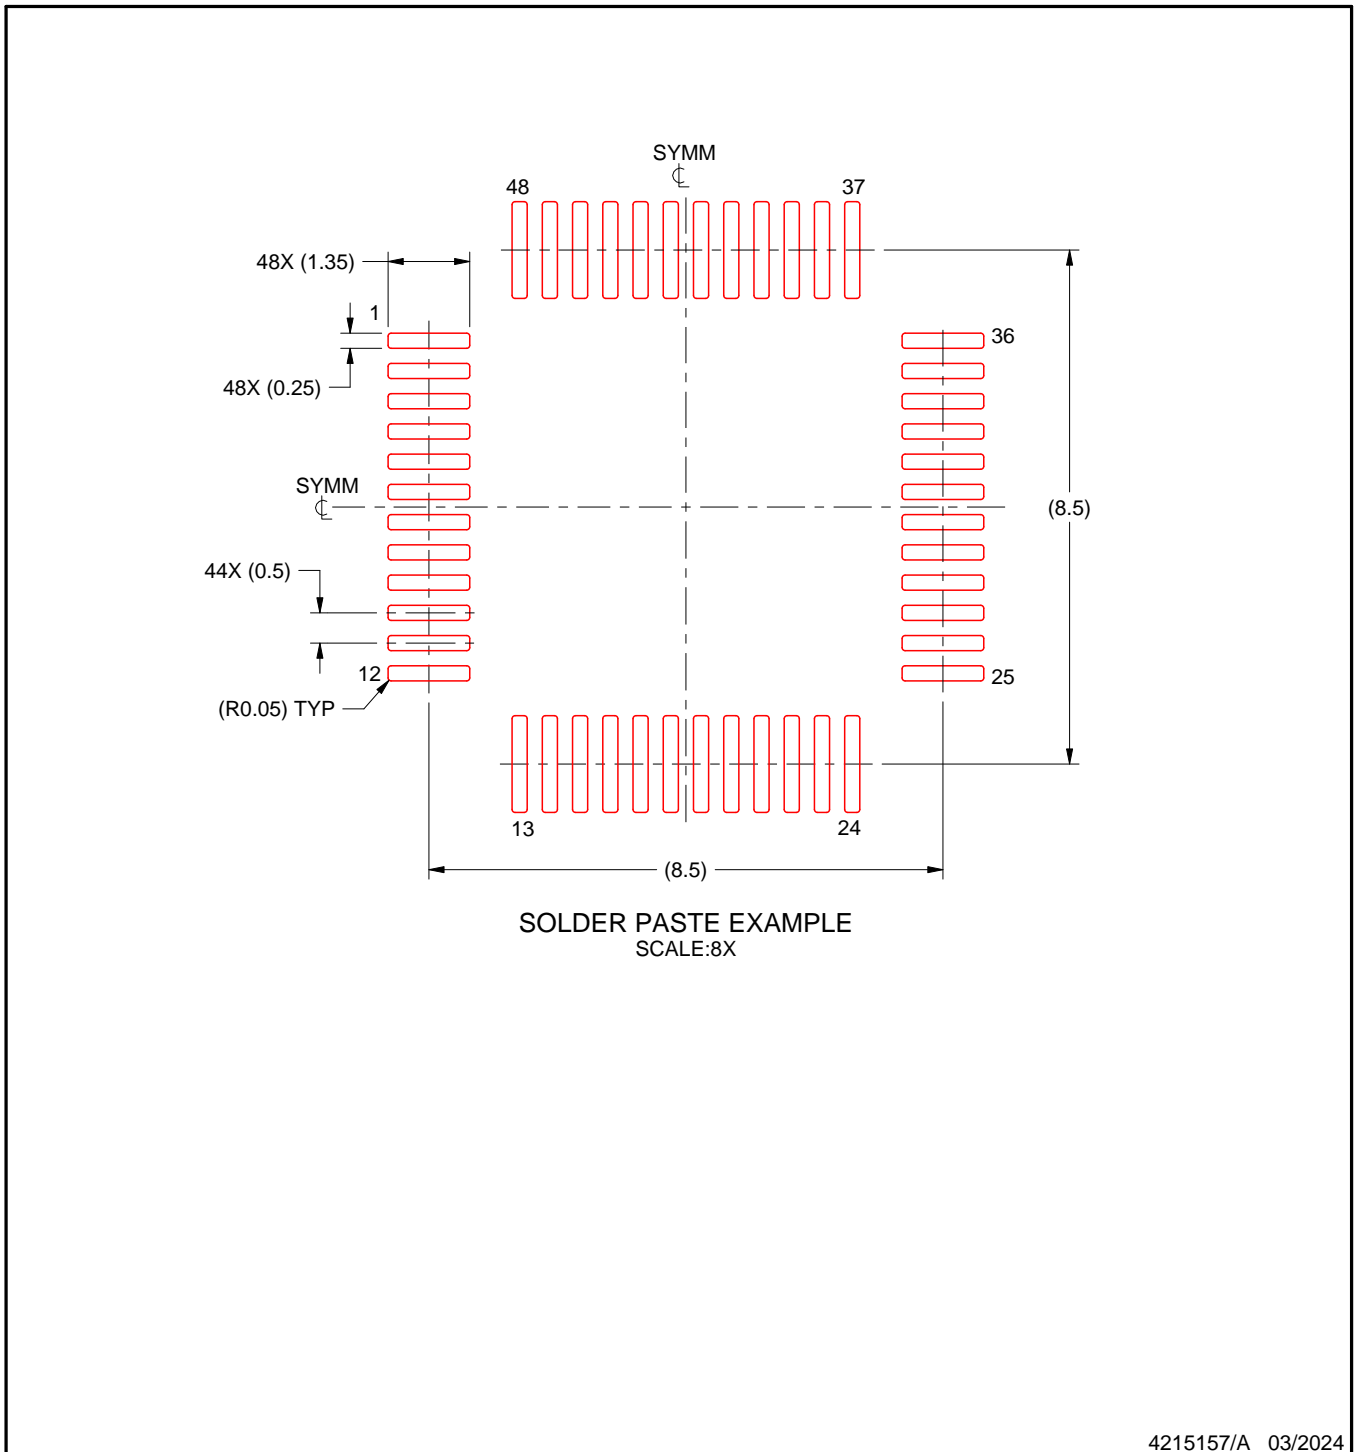 SYMM
48
37
48X (1.35)
1
36
48X (0.25)
SYMM
(8.5)
44X (0.5)
12
25
(R0.05) TYP
13
24
(8.5)
SOLDER PASTE EXAMPLE
SCALE:8X
4215157/A 03/2024